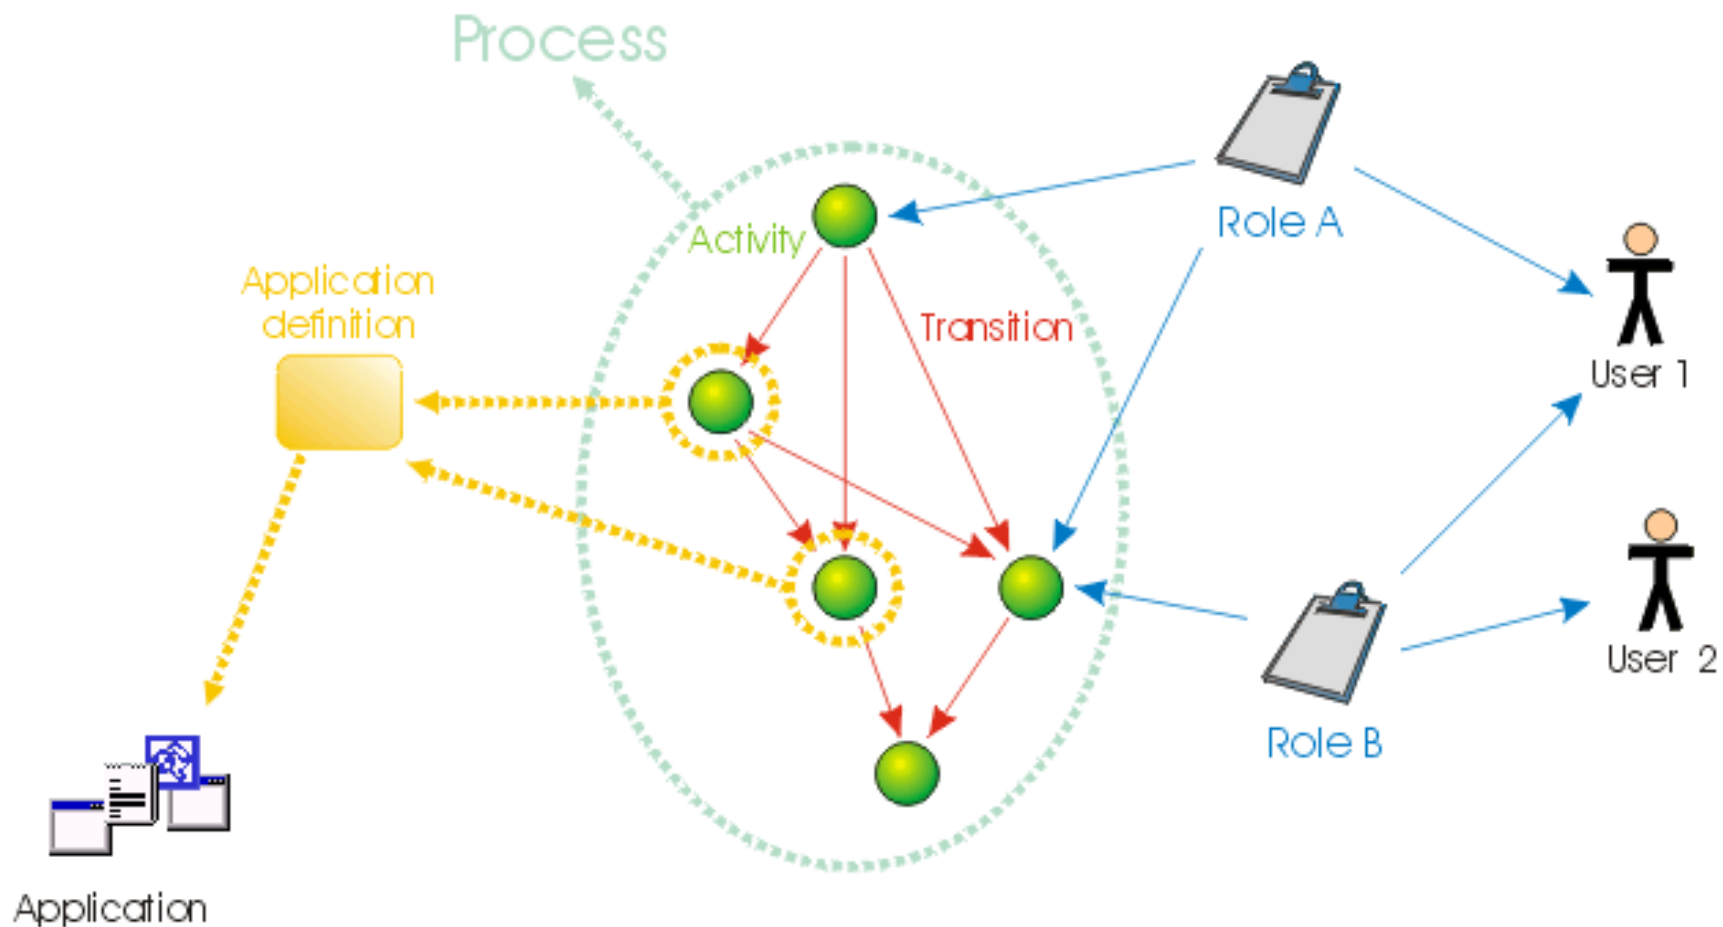 Process
Role A
Activity
Application
definition
Transition
User 1
User 2
Role B
Application